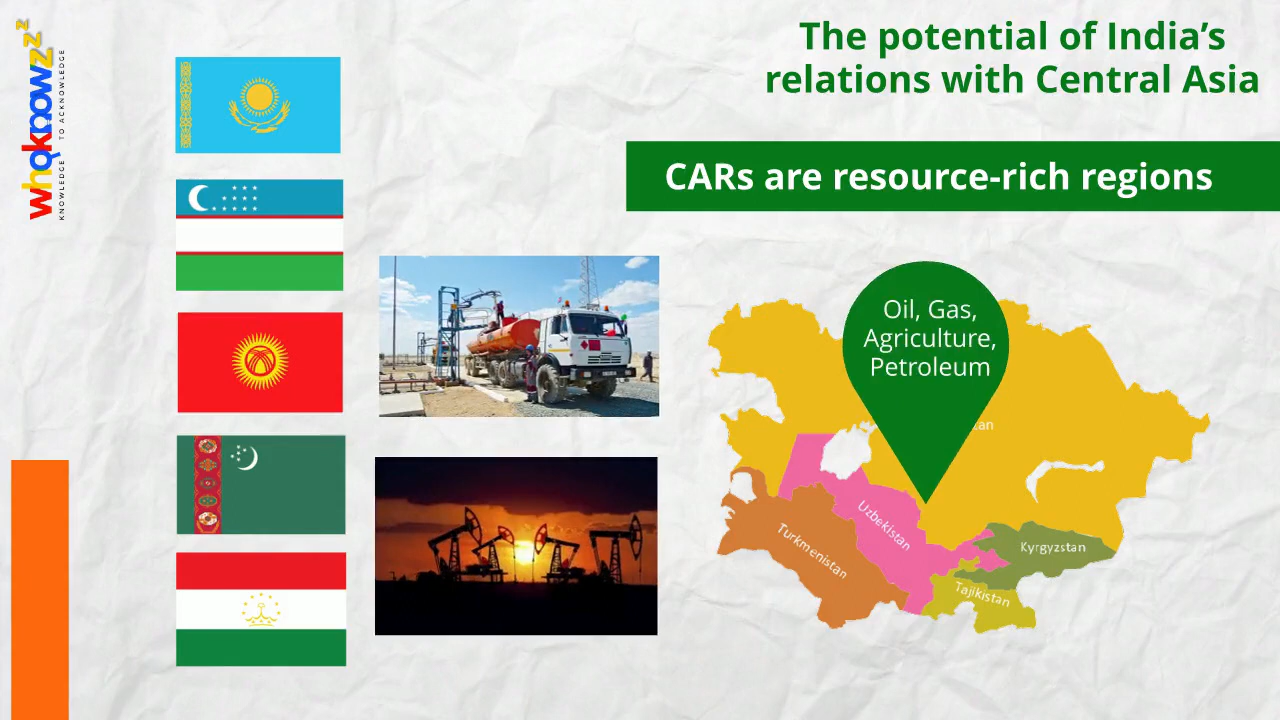 whqknowzzz
KNOWLEDGE TO ACKNOWLEDGE
The potential of India's
relations with Central Asia
CARs are resource-rich regions
Oil, Gas,
Agriculture,
Petroleum
Uzbekistan
Turkmenistan
Kyrgyzstan
Tajikistan